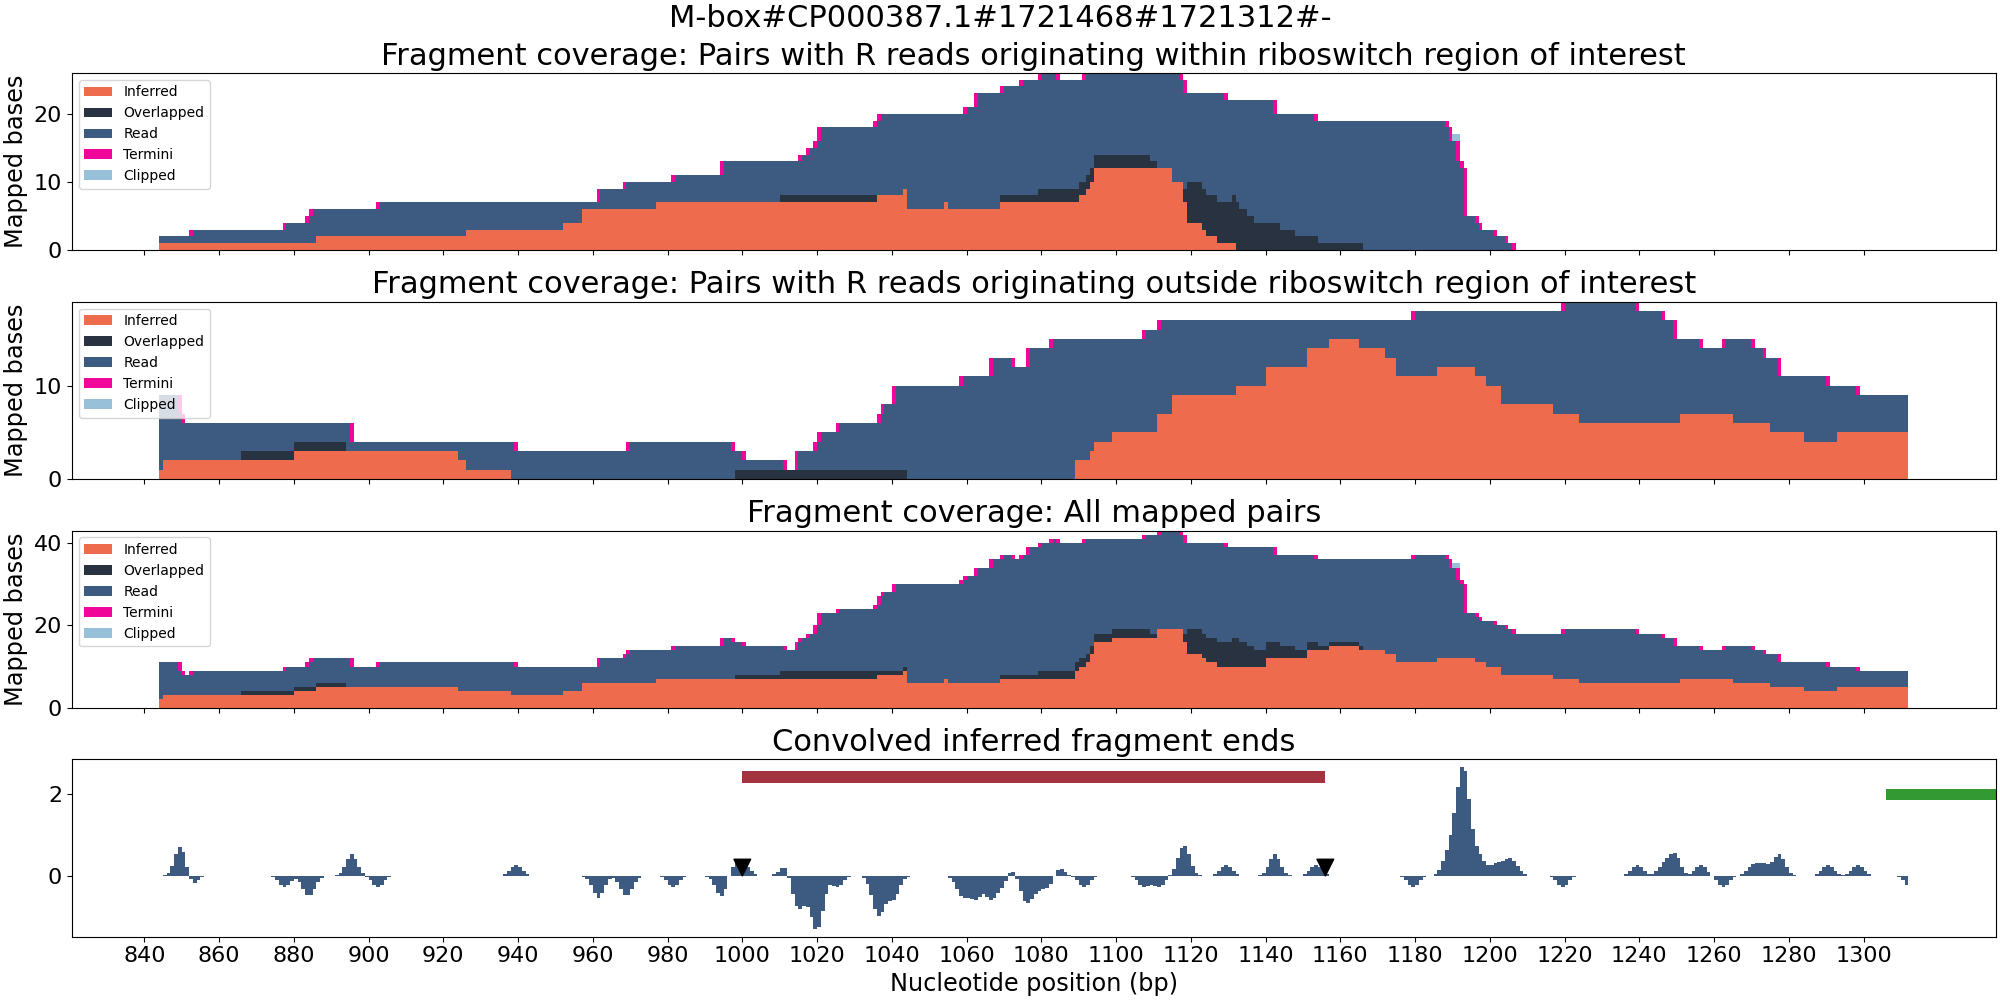 M-box#CP000387.1#1721468#1721312#-
Fragment coverage: Pairs with R reads originating within riboswitch region of interest
Mapped bases
20
10
0
Inferred
Overlapped
Read
Termini
Clipped
Fragment coverage: Pairs with R reads originating outside riboswitch region of interest
Mapped bases
10
0
Inferred
Overlapped
Read
Termini
Clipped
Fragment coverage: All mapped pairs
Mapped bases
40
20
0
Inferred
Overlapped
Read
Termini
Clipped
Convolved inferred fragment ends
2
0
840 860 880 900 920 940 960 980 1000 1020 1040 1060 1080 1100 1120 1140 1160 1180 1200 1220 1240 1260 1280 1300
Nucleotide position (bp)